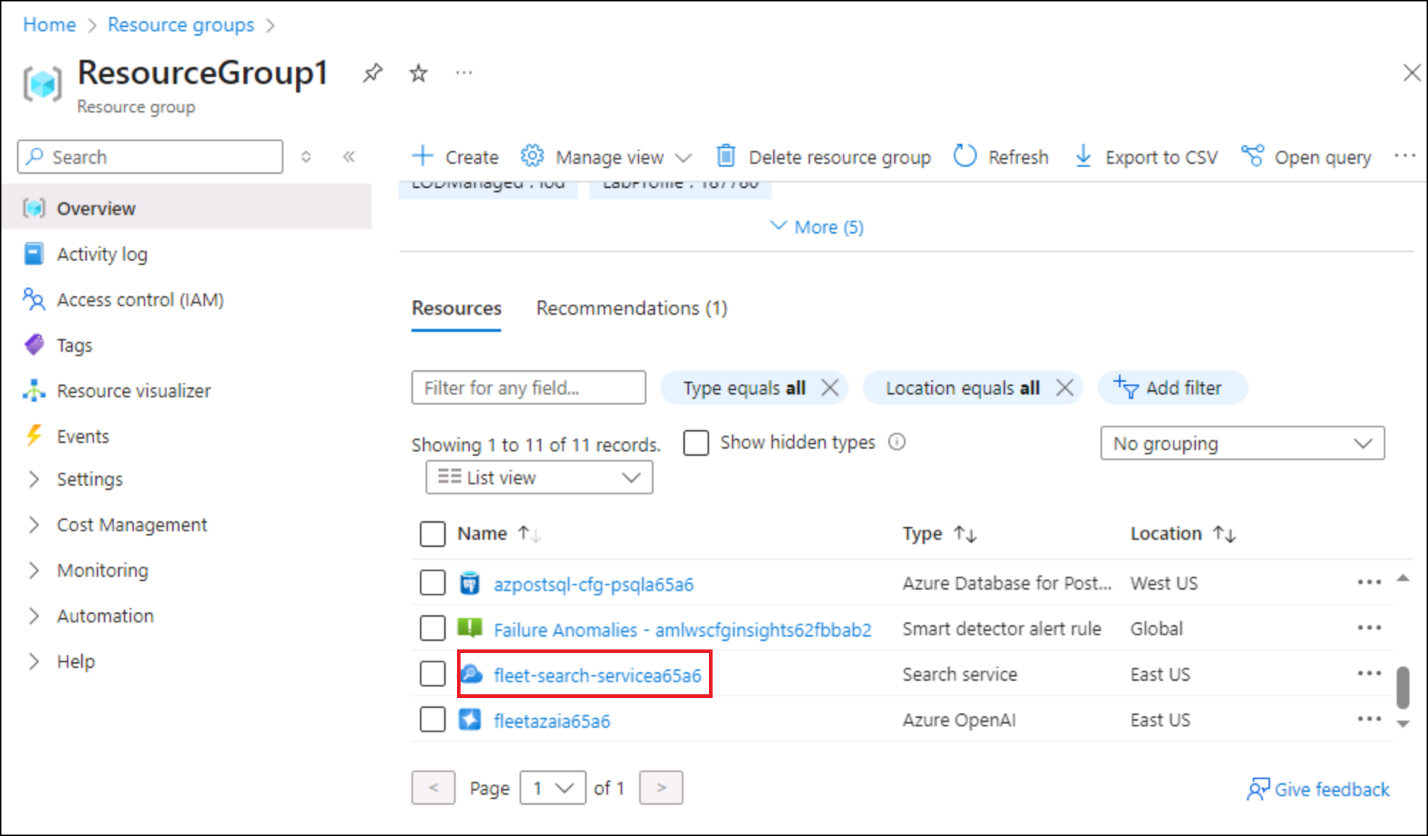 Home > Resource groups >
ResourceGroup1
Resource group
Search
Create Manage view Delete resource group Refresh Export to CSV Open query
Overview
Activity log
Access control (IAM)
Tags
Resource visualizer
Events
Settings
Cost Management
Monitoring
Automation
Help
LODManaged : lod LabProfile : 187780
More (5)
Resources Recommendations (1)
Filter for any field... Type equals all Location equals all Add filter
Showing 1 to 11 of 11 records. Show hidden types No grouping
List view
Name Type Location
azpostsql-cfg-psqla65a6 Azure Database for Post... West US
Failure Anomalies - amlwscfginsights62fbbab2 Smart detector alert rule Global
fleet-search-servicea65a6 Search service East US
fleetazaia65a6 Azure OpenAI East US
< Page 1 of 1 >
Give feedback